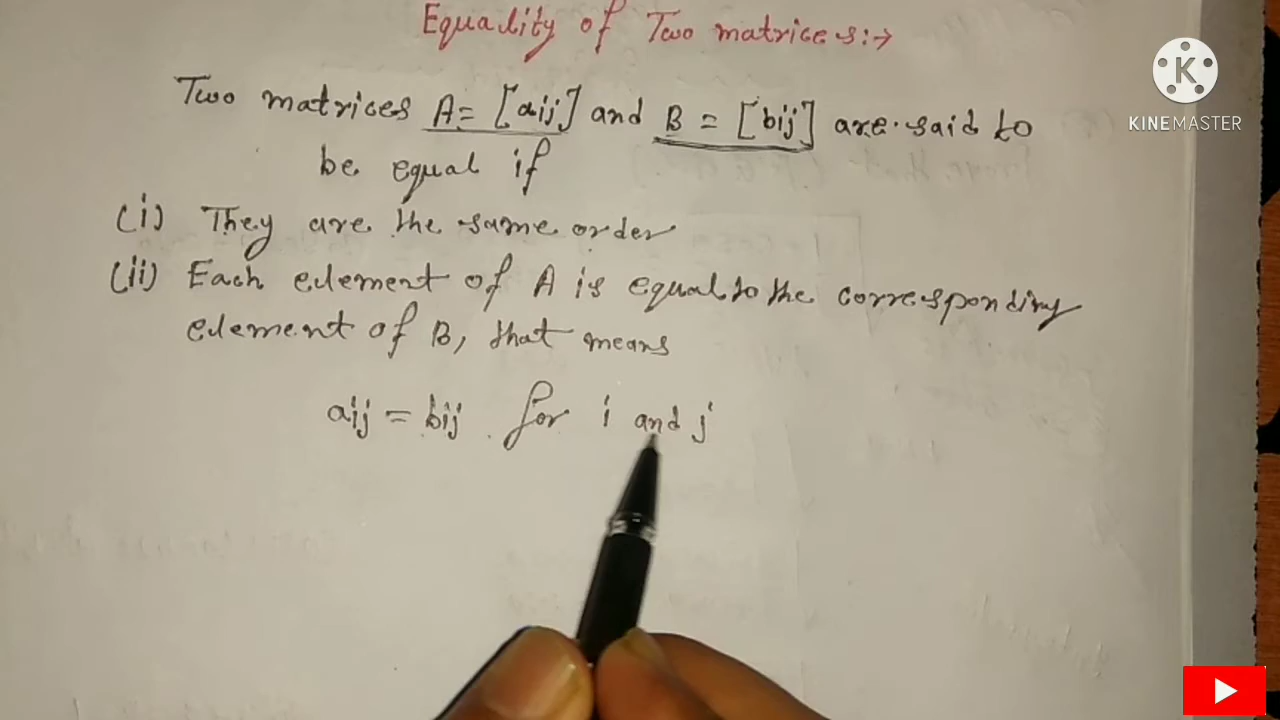 Equality of Two matrices:→
Two matrices A = [aij] and B = [bij] are said to
be equal if
(i) They are the same order
(ii) Each element of A is equal to the corresponding
element of B, that means
aij = bij for i and j
K
KINEMASTER